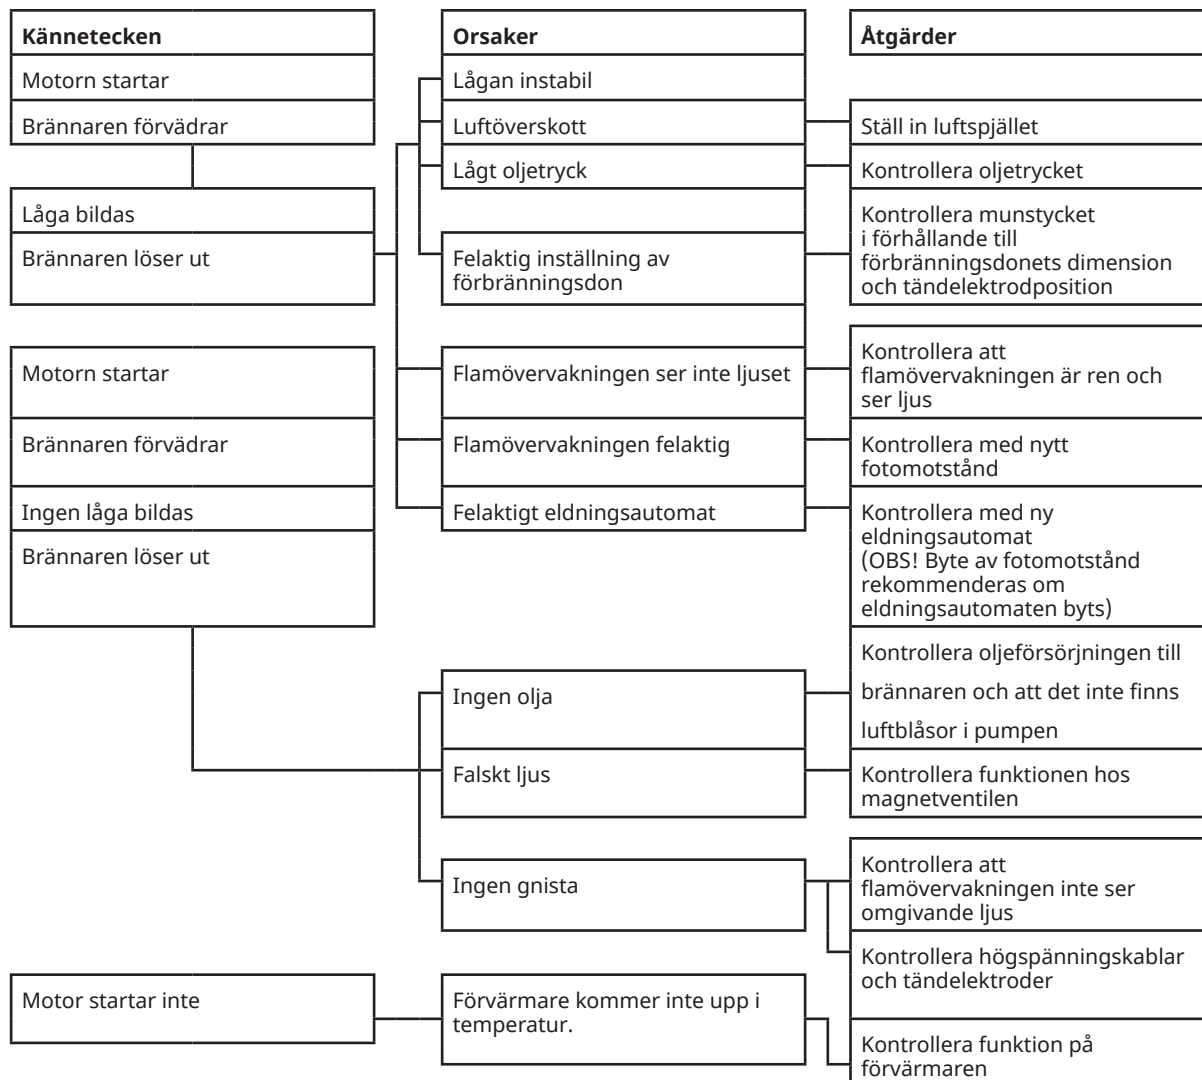 Kännetecken
Orsaker
Åtgärder
Motorn startar
Lågan instabil
Brännaren förvädrar
Luftöverskott
Ställ in luftspjället
Lågt oljetryck
Kontrollera oljetrycket
Låga bildas
Brännaren löser ut
Felaktig inställning av
förbränningsdon
Kontrollera munstycket
i förhållande till
förbränningsdonets dimension
och tändelektrodposition
Motorn startar
Flamövervakningen ser inte ljuset
Kontrollera att
flamövervakningen är ren och
ser ljus
Brännaren förvädrar
Flamövervakningen felaktig
Kontrollera med nytt
fotomotstånd
Ingen låga bildas
Felaktigt eldningsautomat
Kontrollera med ny
eldningsautomat
(OBS! Byte av fotomotstånd
rekommenderas om
eldningsautomaten byts)
Brännaren löser ut
Ingen olja
Kontrollera oljeförsörjningen till
brännaren och att det inte finns
luftblåsor i pumpen
Falskt ljus
Kontrollera funktionen hos
magnetventilen
Ingen gnista
Kontrollera att
flamövervakningen inte ser
omgivande ljus
Kontrollera högspänningskablar
och tändelektroder
Motor startar inte
Förvärmare kommer inte upp i
temperatur.
Kontrollera funktion på
förvärmaren